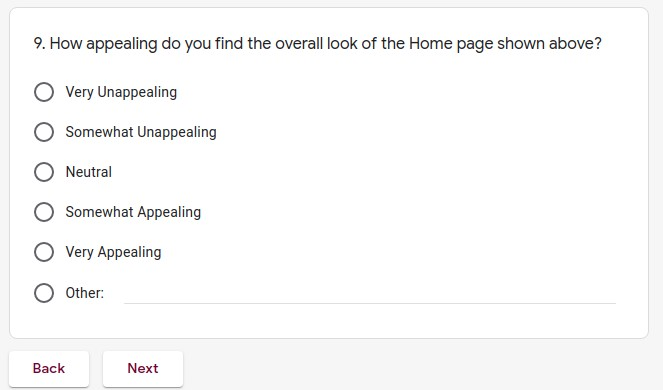 9. How appealing do you find the overall look of the Home page shown above?
Very Unappealing
Somewhat Unappealing
Neutral
Somewhat Appealing
Very Appealing
Other:
Back Next